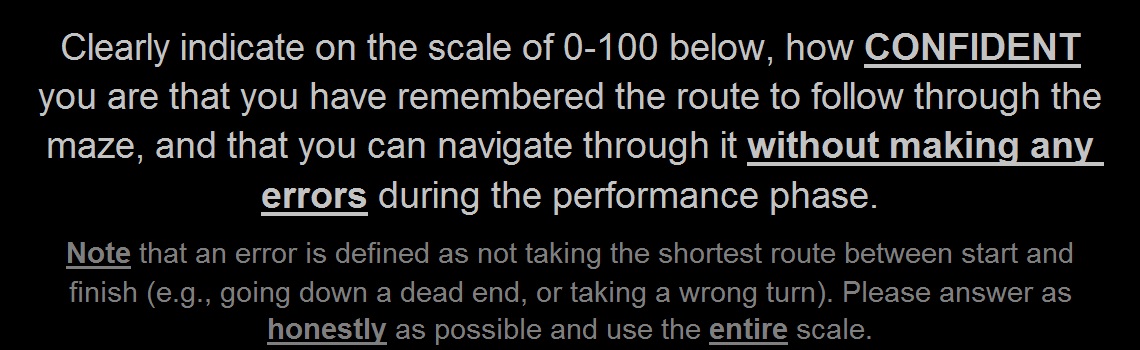 Clearly indicate on the scale of 0-100 below, how CONFIDENT
you are that you have remembered the route to follow through the
maze, and that you can navigate through it without making any
errors during the performance phase.
Note that an error is defined as not taking the shortest route between start and
finish (e.g., going down a dead end, or taking a wrong turn). Please answer as
honestly as possible and use the entire scale.